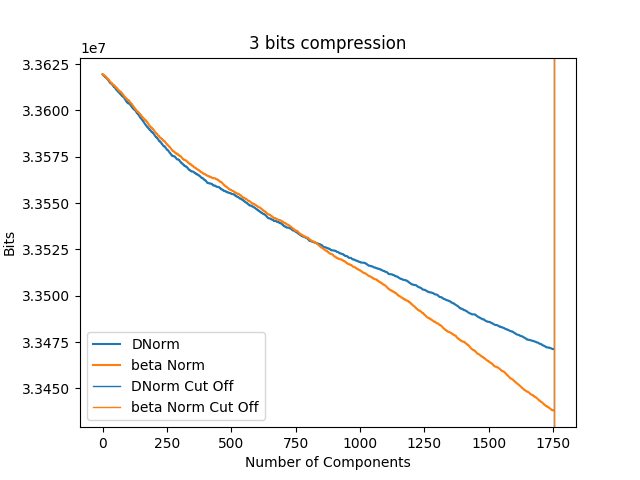 3 bits compression
1e7
3.3625
3.3600
3.3575
3.3550
3.3525
3.3500
3.3475
3.3450
Bits
DNorm
beta Norm
DNorm Cut Off
beta Norm Cut Off
0 250 500 750 1000 1250 1500 1750
Number of Components